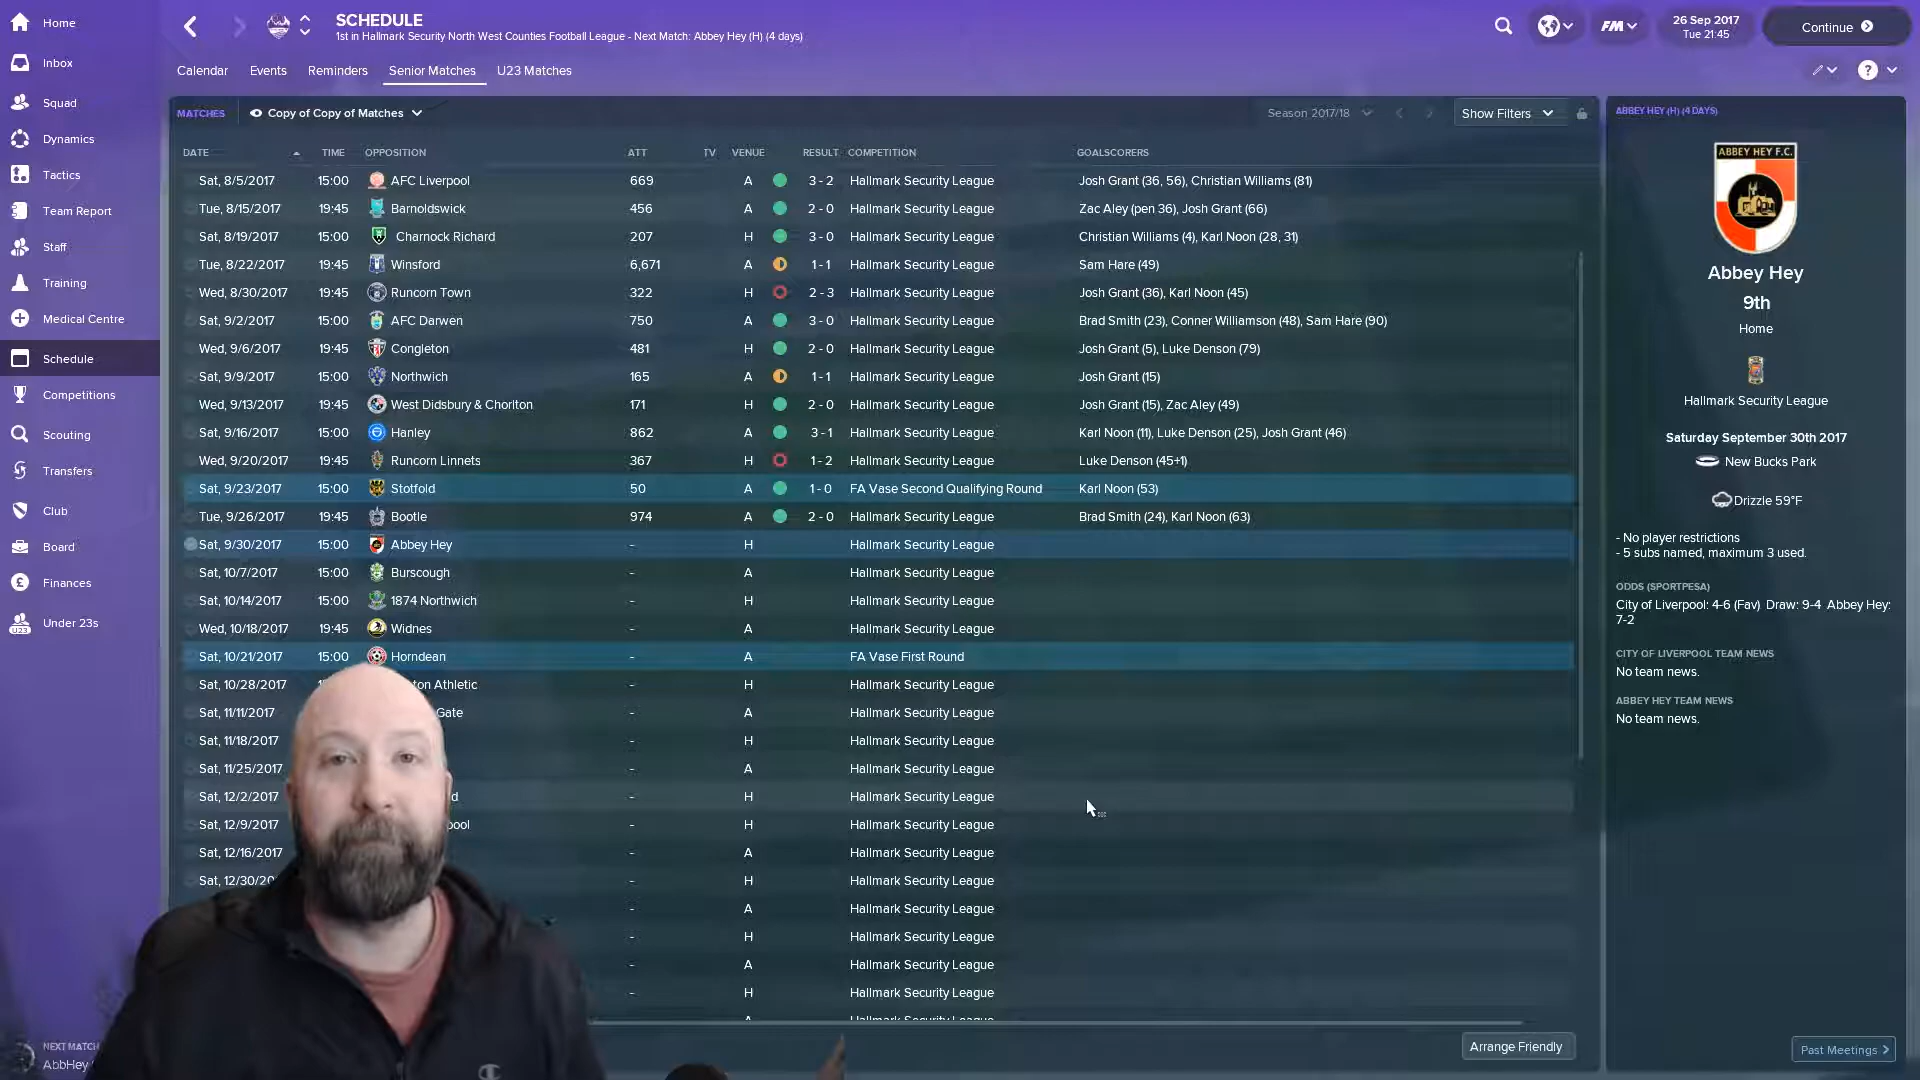 Home
Inbox
Squad
Dynamics
Tactics
Team Report
Staff
Training
Medical Centre
Schedule
Competitions
Scouting
Transfers
Club
Board
Finances
Under 23s
NEXT MATCH
AbbHey
SCHEDULE
1st in Hallmark Security North West Counties Football League - Next Match: Abbey Hey (H) (4 days)
FM
26 Sep 2017
Tue 21:45
Continue
Calendar Events Reminders Senior Matches U23 Matches
MATCHES Copy of Copy of Matches Season 2017/18 Show Filters
DATE TIME OPPOSITION ATT TV VENUE RESULT COMPETITION GOALSCORERS
Sat, 8/5/2017 15:00 AFC Liverpool 669 A 3 - 2 Hallmark Security League Josh Grant (36, 56), Christian Williams (81)
Tue, 8/15/2017 19:45 Barnoldswick 456 A 2 - 0 Hallmark Security League Zac Aley (pen 36), Josh Grant (66)
Sat, 8/19/2017 15:00 Charnock Richard 207 H 3 - 0 Hallmark Security League Christian Williams (4), Karl Noon (28, 31)
Tue, 8/22/2017 19:45 Winsford 6,671 A 1 - 1 Hallmark Security League Sam Hare (49)
Wed, 8/30/2017 19:45 Runcorn Town 322 H 2 - 3 Hallmark Security League Josh Grant (36), Karl Noon (45)
Sat, 9/2/2017 15:00 AFC Darwen 750 A 3 - 0 Hallmark Security League Brad Smith (23), Conner Williamson (48), Sam Hare (90)
Wed, 9/6/2017 19:45 Congleton 481 H 2 - 0 Hallmark Security League Josh Grant (5), Luke Denson (79)
Sat, 9/9/2017 15:00 Northwich 165 A 1 - 1 Hallmark Security League Josh Grant (15)
Wed, 9/13/2017 19:45 West Didsbury & Chorlton 171 H 2 - 0 Hallmark Security League Josh Grant (15), Zac Aley (49)
Sat, 9/16/2017 15:00 Hanley 862 A 3 - 1 Hallmark Security League Karl Noon (11), Luke Denson (25), Josh Grant (46)
Wed, 9/20/2017 19:45 Runcorn Linnets 367 H 1 - 2 Hallmark Security League Luke Denson (45+1)
Sat, 9/23/2017 15:00 Stotfold 50 A 1 - 0 FA Vase Second Qualifying Round Karl Noon (53)
Tue, 9/26/2017 19:45 Bootle 974 A 2 - 0 Hallmark Security League Brad Smith (24), Karl Noon (63)
Sat, 9/30/2017 15:00 Abbey Hey - H Hallmark Security League
Sat, 10/7/2017 15:00 Burscough - A Hallmark Security League
Sat, 10/14/2017 15:00 1874 Northwich - H Hallmark Security League
Wed, 10/18/2017 19:45 Widnes - A Hallmark Security League
Sat, 10/21/2017 15:00 Horndean - A FA Vase First Round
Sat, 10/28/2017 ton Athletic - H Hallmark Security League
Sat, 11/11/2017 Gate - A Hallmark Security League
Sat, 11/18/2017 - H Hallmark Security League
Sat, 11/25/2017 - A Hallmark Security League
Sat, 12/2/2017 d - H Hallmark Security League
Sat, 12/9/2017 pool - H Hallmark Security League
Sat, 12/16/2017 - A Hallmark Security League
Sat, 12/30/20 - H Hallmark Security League
- A Hallmark Security League
- H Hallmark Security League
- A Hallmark Security League
- H Hallmark Security League
Arrange Friendly
ABBEY HEY (H) (4 DAYS)
ABBEY HEY F.C.
Abbey Hey
9th
Home
Hallmark Security League
Saturday September 30th 2017
New Bucks Park
Drizzle 59°F
- No player restrictions
- 5 subs named, maximum 3 used.
ODDS (SPORTPESA)
City of Liverpool: 4-6 (Fav) Draw: 9-4 Abbey Hey:
7-2
CITY OF LIVERPOOL TEAM NEWS
No team news.
ABBEY HEY TEAM NEWS
No team news.
Past Meetings